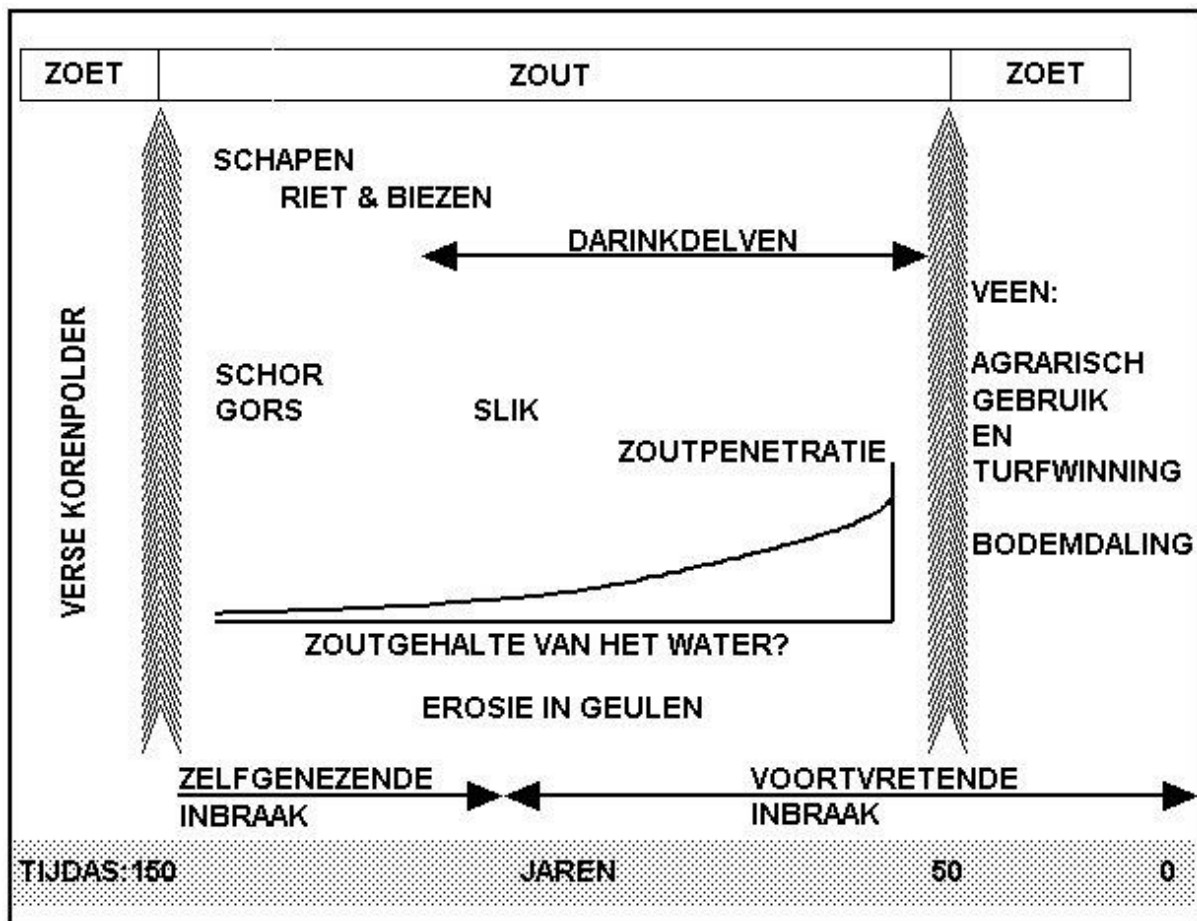 ZOET ZOUT ZOET
SCHAPEN
RIET & BIEZEN
DARINKDELVEN
VEEN:
VERSE KORENPOLDER
SCHOR
GORS
SLIK
AGRARISCH
GEBRUIK
EN
TURFWINNING
ZOUTPENETRATIE
BODEMDALING
ZOUTGEHALTE VAN HET WATER?
EROSIE IN GEULEN
ZELFGENEZENDE
INBRAAK
VOORTVRETENDE
INBRAAK
TIJDAS:150 JAREN 50 0